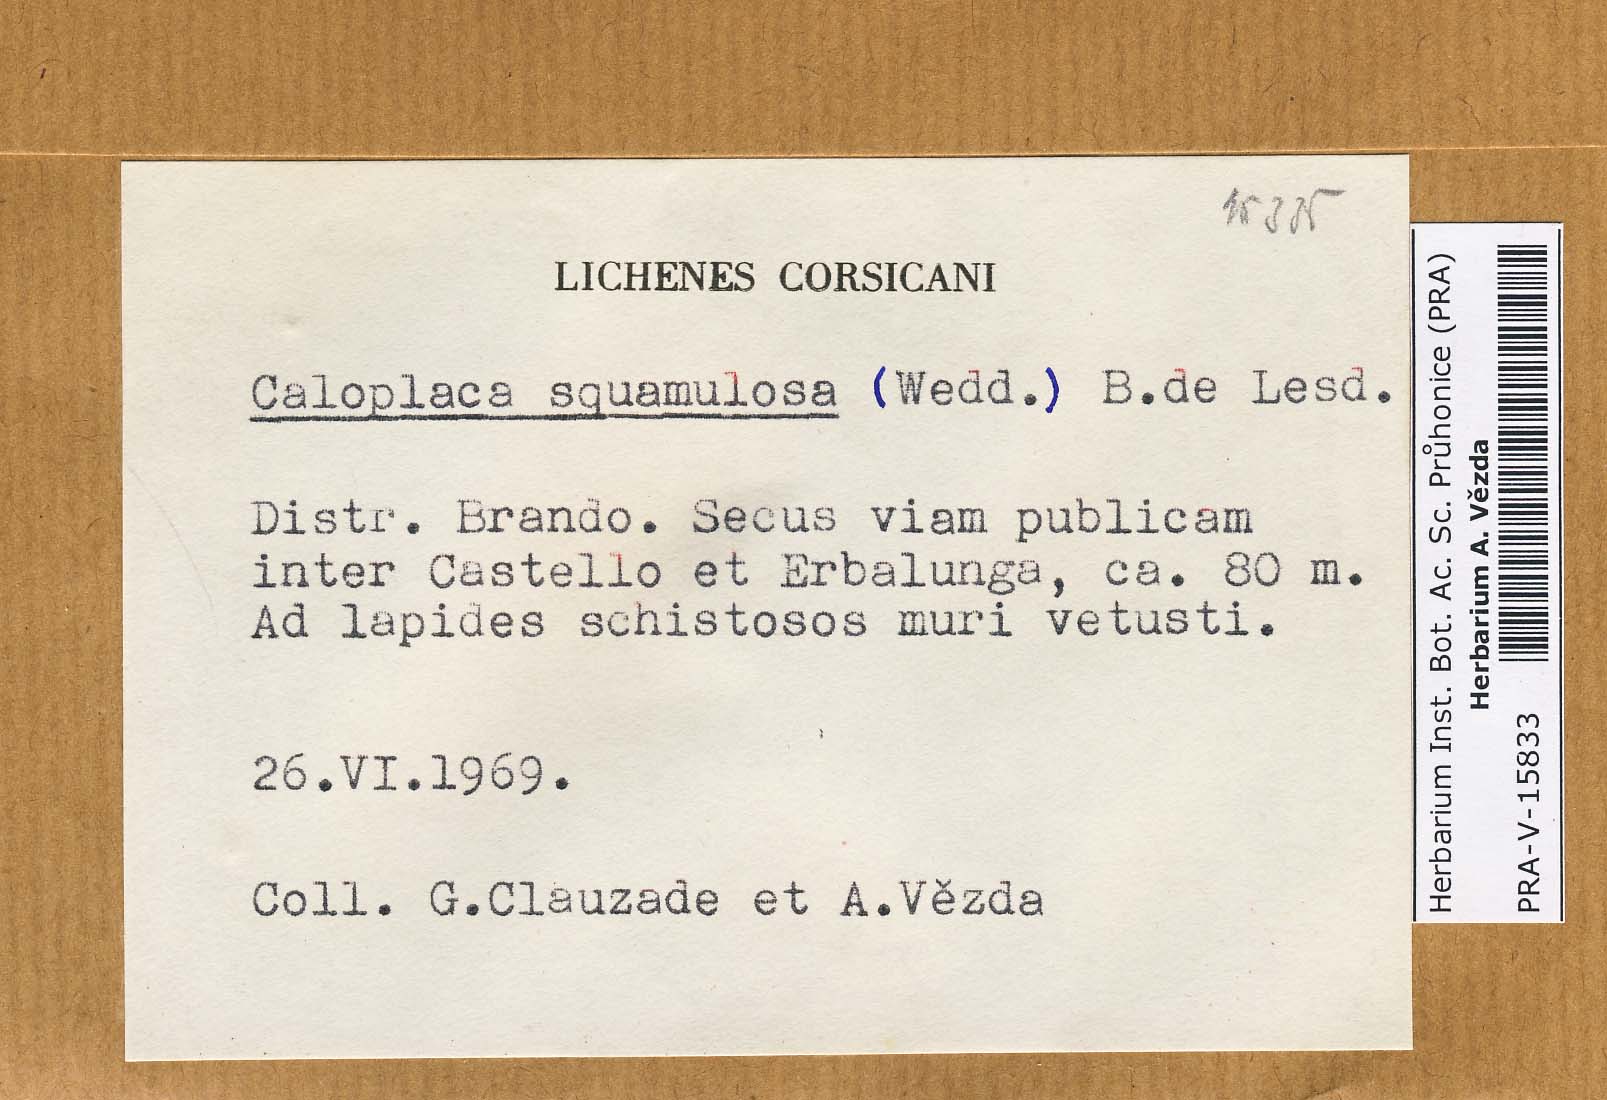 15335
LICHENES CORSICANI
Caloplaca squamulosa (Wedd.) B.de Lesd.
Distr. Brando. Secus viam publicam
inter Castello et Erbalunga, ca. 80 m.
Ad lapides schistosos muri vetusti.
26.VI.1969.
Coll. G.Clauzade et A.Vězda
Herbarium Inst. Bot. Ac. Sc. Průhonice (PRA)
Herbarium A. Vězda
PRA-V-15833